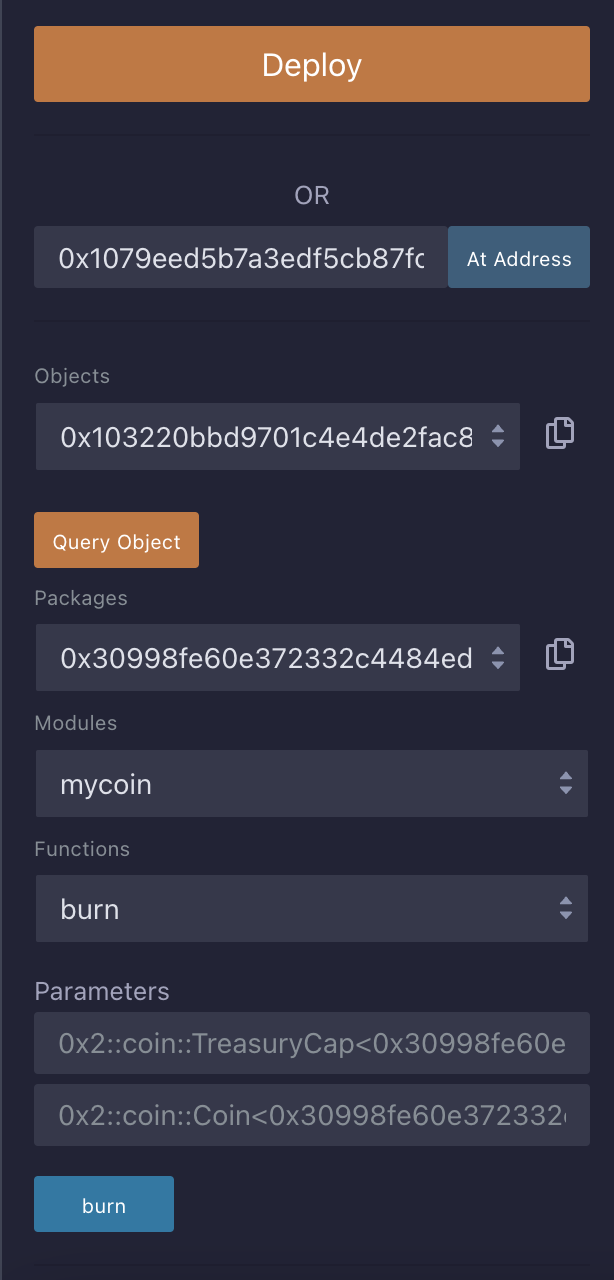 Deploy
OR
0x1079eed5b7a3edf5cb87fc
At Address
Objects
0x103220bbd9701c4e4de2fac8
Query Object
Packages
0x30998fe60e372332c4484ed
Modules
mycoin
Functions
burn
Parameters
0x2::coin::TreasuryCap<0x30998fe60e
0x2::coin::Coin<0x30998fe60e372332
burn